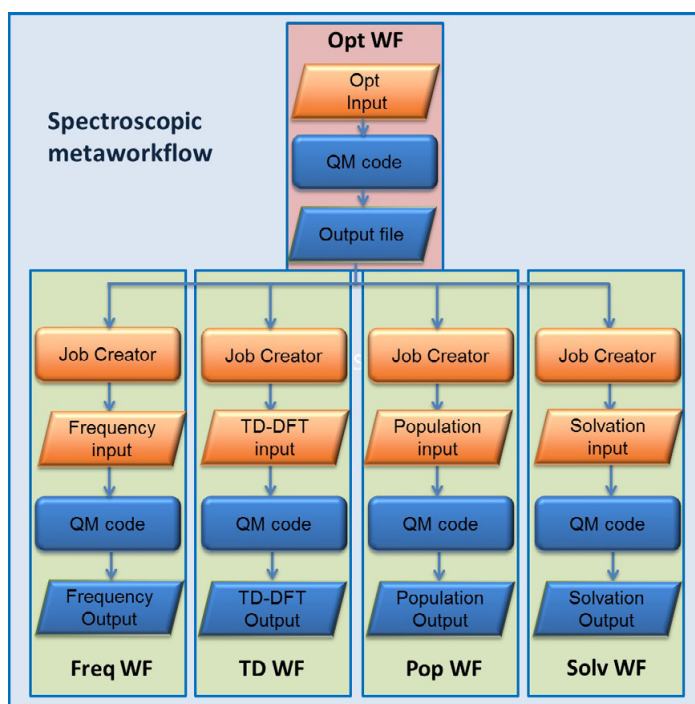 Opt WF
Opt
Input
Spectroscopic
metaworkflow
QM code
Output file
Job Creator
Job Creator
Job Creator
Job Creator
Frequency
input
TD-DFT
input
Population
input
Solvation
input
QM code
QM code
QM code
QM code
Frequency
Output
TD-DFT
Output
Population
Output
Solvation
Output
Freq WF
TD WF
Pop WF
Solv WF